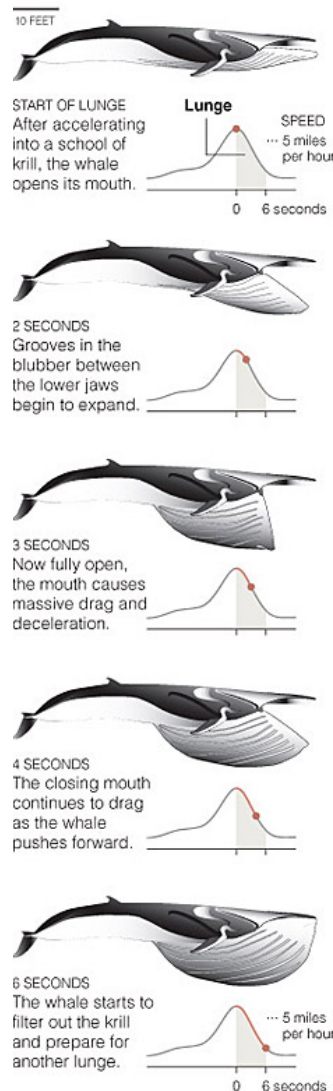 10 FEET
START OF LUNGE
After accelerating
into a school of
krill, the whale
opens its mouth.
Lunge
SPEED
... 5 miles
per hour
0 6 seconds
2 SECONDS
Grooves in the
blubber between
the lower jaws
begin to expand.
3 SECONDS
Now fully open,
the mouth causes
massive drag and
deceleration.
4 SECONDS
The closing mouth
continues to drag
as the whale
pushes forward.
6 SECONDS
The whale starts to
filter out the krill
and prepare for
another lunge.
... 5 miles
per hour
0 6 seconds